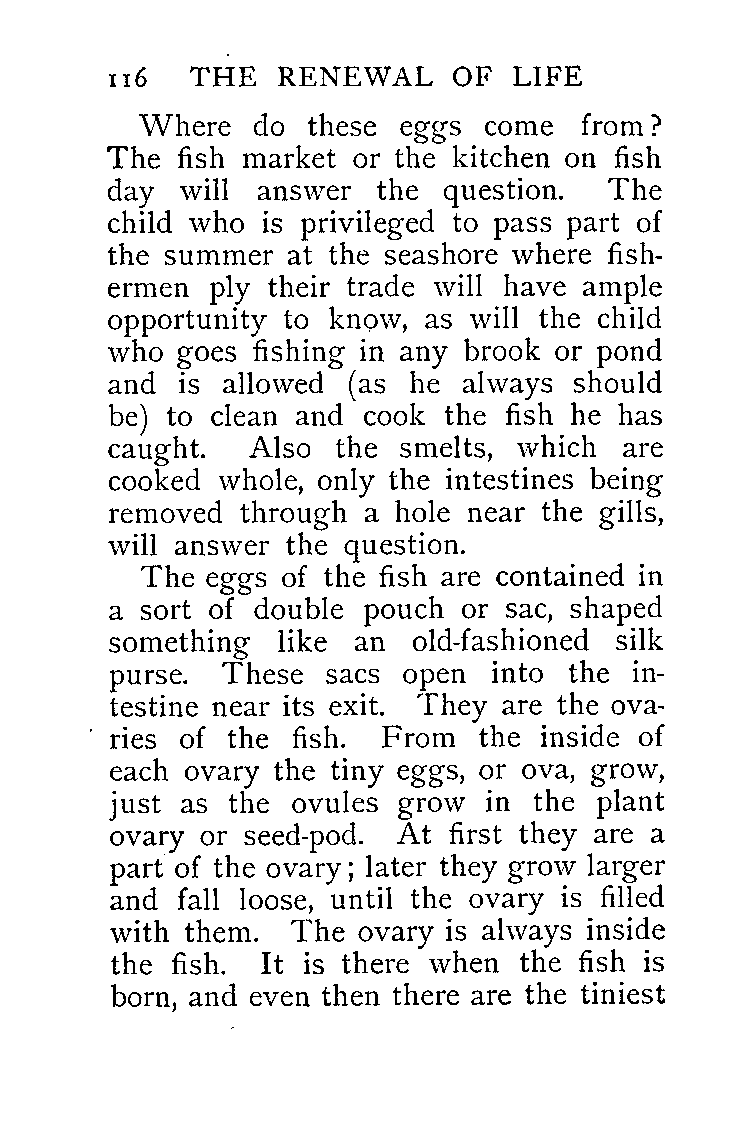 116 THE RENEWAL OF LIFE
Where do these eggs come from?
The fish market or the kitchen on fish
day will answer the question. The
child who is privileged to pass part of
the summer at the seashore where fish-
ermen ply their trade will have ample
opportunity to know, as will the child
who goes fishing in any brook or pond
and is allowed (as he always should
be) to clean and cook the fish he has
caught. Also the smelts, which are
cooked whole, only the intestines being
removed through a hole near the gills,
will answer the question.
The eggs of the fish are contained in
a sort of double pouch or sac, shaped
something like an old-fashioned silk
purse. These sacs open into the in-
testine near its exit. They are the ova-
ries of the fish. From the inside of
each ovary the tiny eggs, or ova, grow,
just as the ovules grow in the plant
ovary or seed-pod. At first they are a
part of the ovary; later they grow larger
and fall loose, until the ovary is filled
with them. The ovary is always inside
the fish. It is there when the fish is
born, and even then there are the tiniest